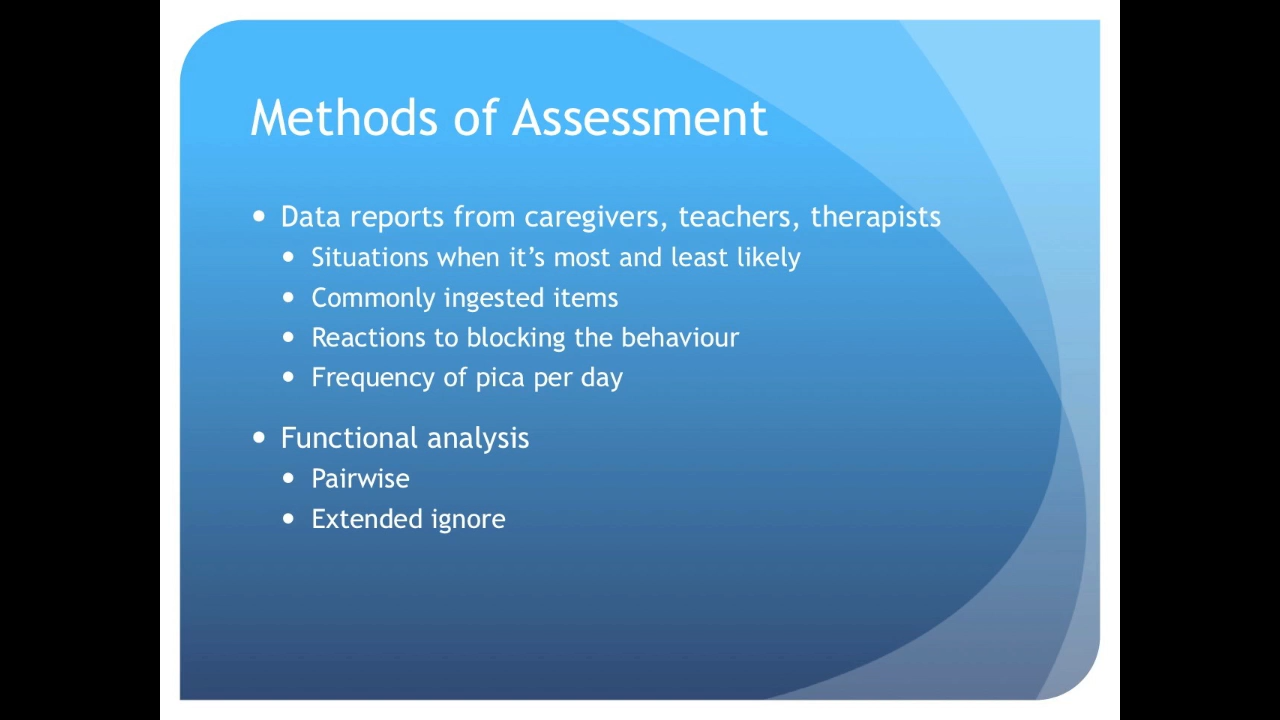 Methods of Assessment
• Data reports from caregivers, teachers, therapists
• Situations when it’s most and least likely
• Commonly ingested items
• Reactions to blocking the behaviour
• Frequency of pica per day
• Functional analysis
• Pairwise
• Extended ignore